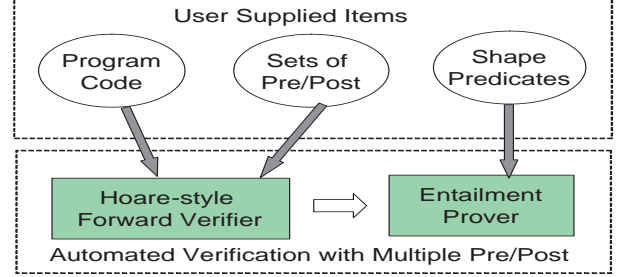 User Supplied Items
Program
Code
Sets of
Pre/Post
Shape
Predicates
Hoare-style
Forward Verifier
Entailment
Prover
Automated Verification with Multiple Pre/Post